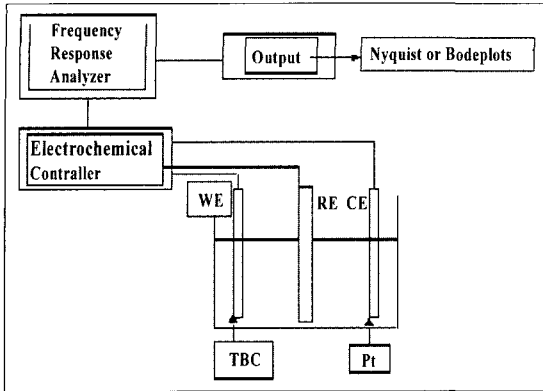 Frequency
Response
Analyzer
Output
Nyquist or Bodeplots
Electrochemical
Contraller
WE
RE CE
TBC
Pt